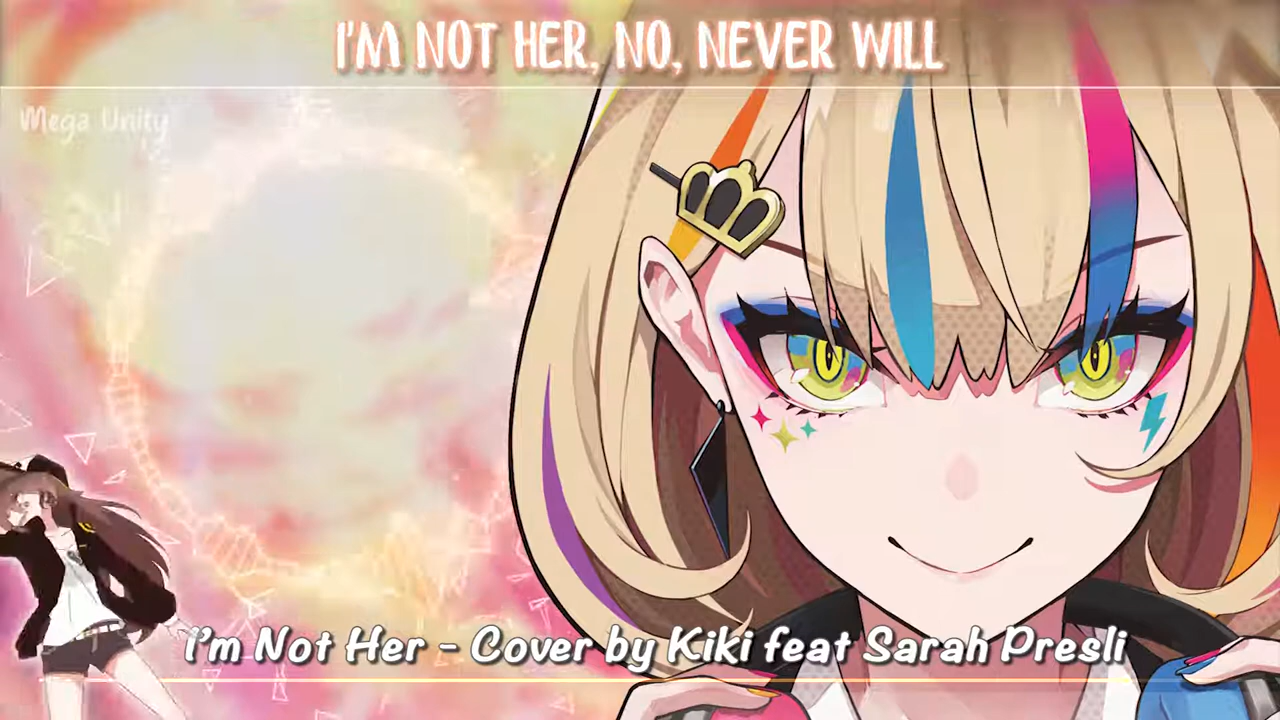 I'M NOT HER, NO, NEVER WILL
Mega Unity
i'm Not Her - Cover by Kiki feat Sarah Presli